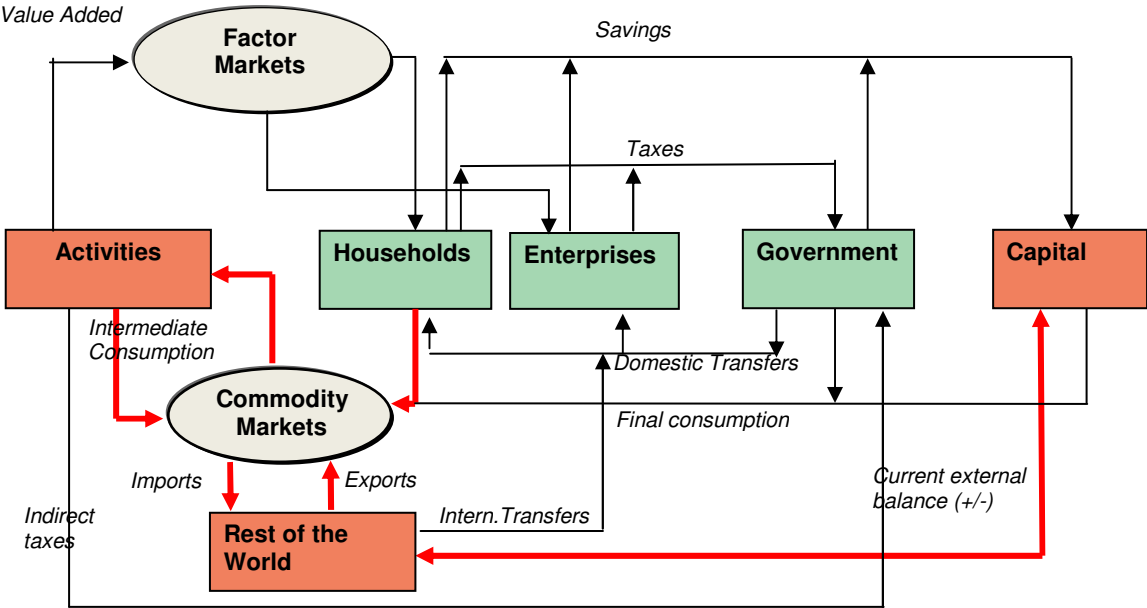 Value Added
Factor
Markets
Savings
Taxes
Activities
Households
Enterprises
Government
Capital
Intermediate
Consumption
Domestic Transfers
Commodity
Markets
Final consumption
Imports
Exports
Current external
balance (+/-)
Indirect
taxes
Intern.Transfers
Rest of the
World